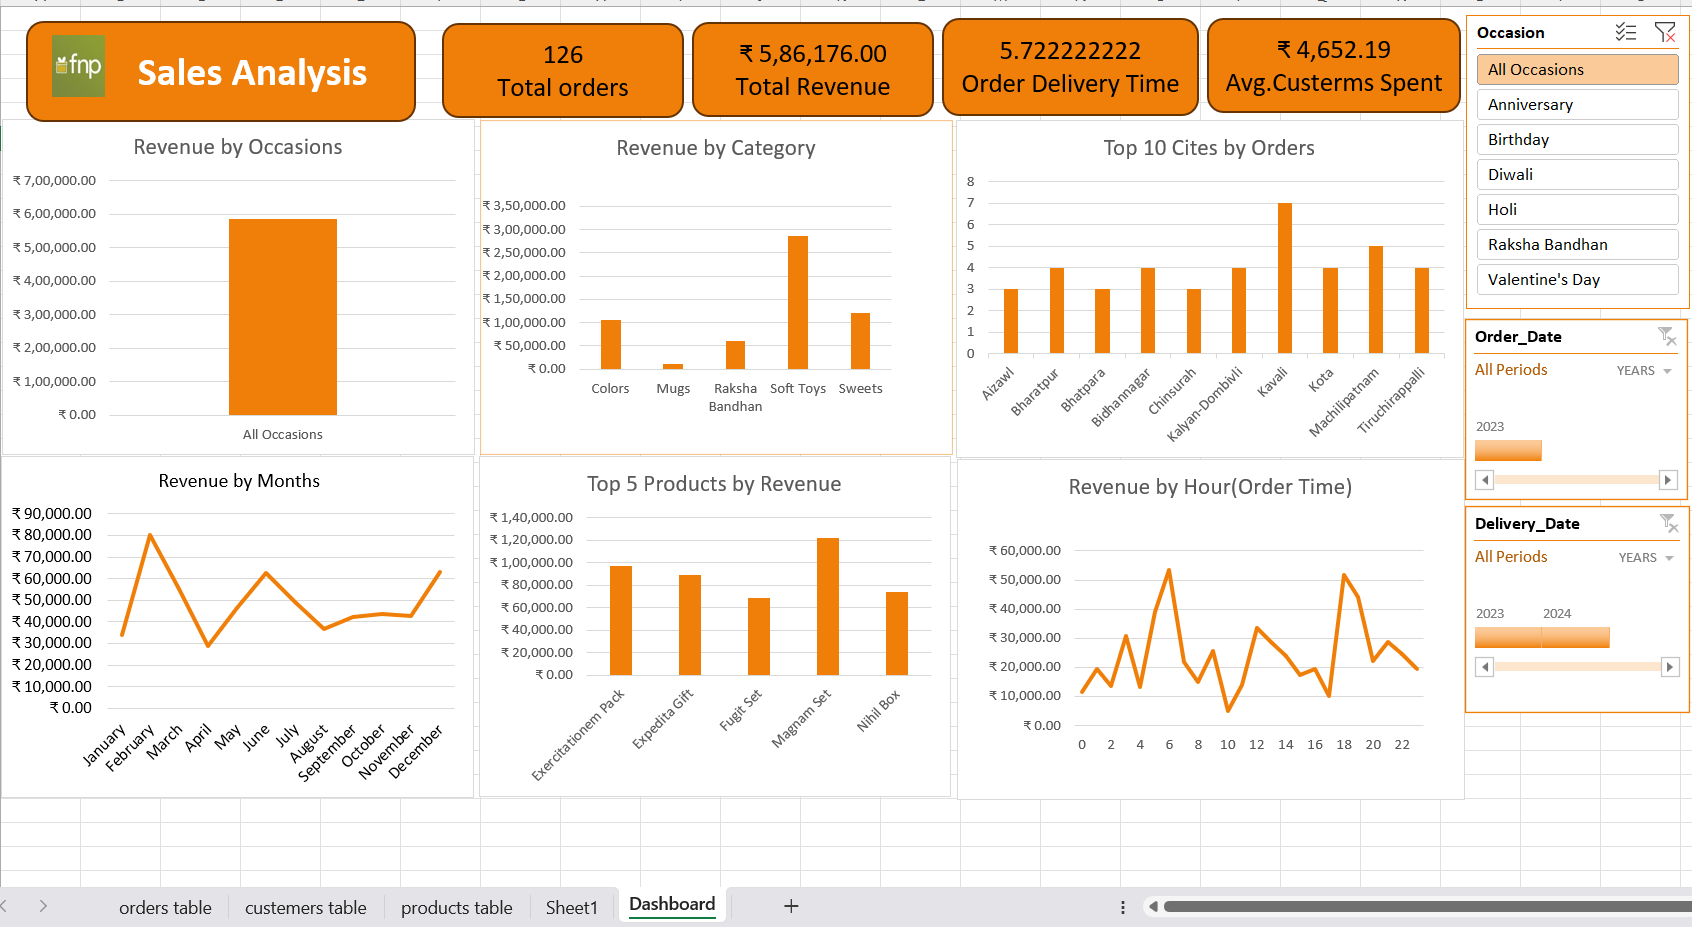 fnp
Sales Analysis
126
Total orders
₹ 5,86,176.00
Total Revenue
5.722222222
Order Delivery Time
₹ 4,652.19
Avg.Custerms Spent
Occasion
All Occasions
Anniversary
Birthday
Diwali
Holi
Raksha Bandhan
Valentine's Day
Revenue by Occasions
₹ 7,00,000.00
₹ 6,00,000.00
₹ 5,00,000.00
₹ 4,00,000.00
₹ 3,00,000.00
₹ 2,00,000.00
₹ 1,00,000.00
₹ 0.00
All Occasions
Revenue by Category
₹ 3,50,000.00
₹ 3,00,000.00
₹ 2,50,000.00
₹ 2,00,000.00
₹ 1,50,000.00
₹ 1,00,000.00
₹ 50,000.00
₹ 0.00
Colors
Mugs
Raksha
Bandhan
Soft Toys
Sweets
Top 10 Cites by Orders
8
7
6
5
4
3
2
1
0
Aizawl
Bharatpur
Bhatpara
Bidhannagar
Chinsurah
Kalyan-Dombivli
Kavali
Kota
Machilipatnam
Tiruchirappalli
Order_Date
All Periods
YEARS
2023
Revenue by Months
₹ 90,000.00
₹ 80,000.00
₹ 70,000.00
₹ 60,000.00
₹ 50,000.00
₹ 40,000.00
₹ 30,000.00
₹ 20,000.00
₹ 10,000.00
₹ 0.00
January
February
March
April
May
June
July
August
September
October
November
December
Top 5 Products by Revenue
₹ 1,40,000.00
₹ 1,20,000.00
₹ 1,00,000.00
₹ 80,000.00
₹ 60,000.00
₹ 40,000.00
₹ 20,000.00
₹ 0.00
Exercitationem Pack
Expedita Gift
Fugit Set
Magnam Set
Nihil Box
Revenue by Hour(Order Time)
₹ 60,000.00
₹ 50,000.00
₹ 40,000.00
₹ 30,000.00
₹ 20,000.00
₹ 10,000.00
₹ 0.00
0 2 4 6 8 10 12 14 16 18 20 22
Delivery_Date
All Periods
YEARS
2023 2024
orders table
custemers table
products table
Sheet1
Dashboard